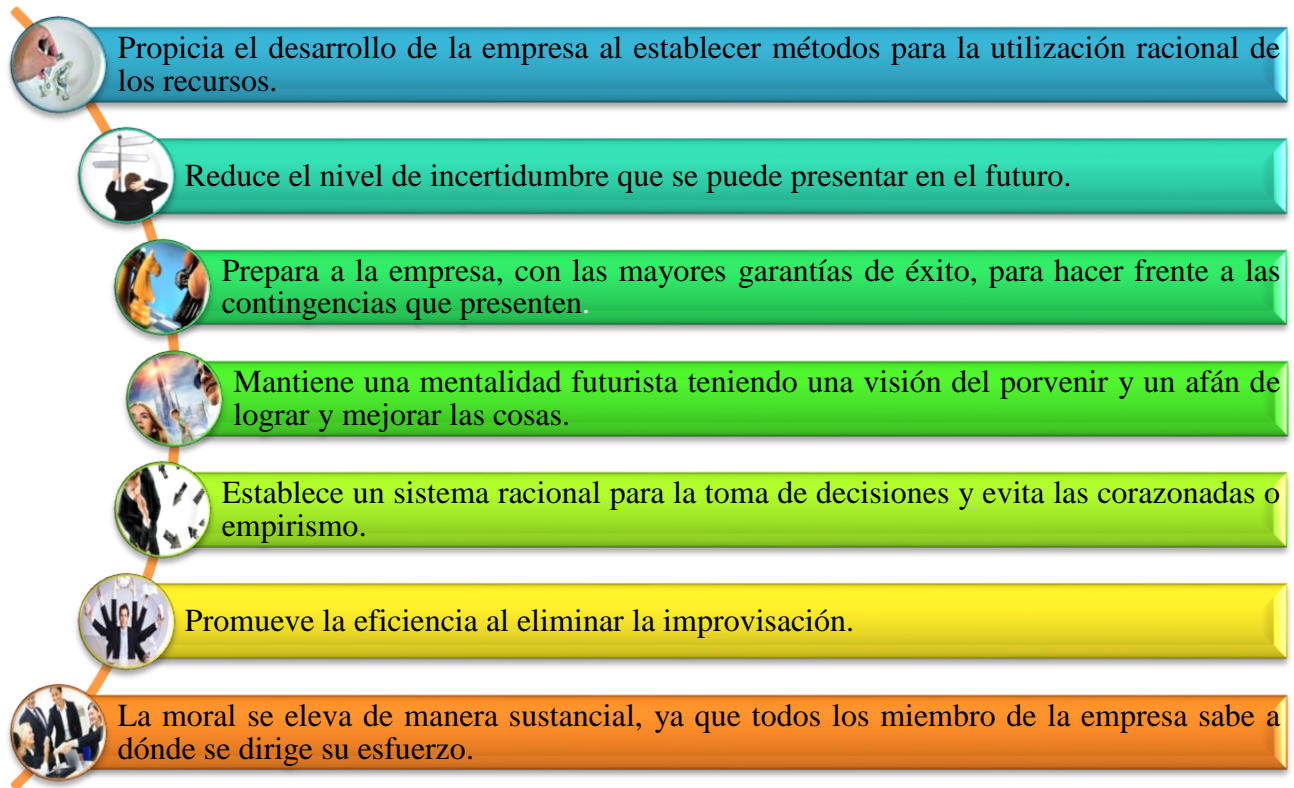 Propicia el desarrollo de la empresa al establecer métodos para la utilización racional de
los recursos.
Reduce el nivel de incertidumbre que se puede presentar en el futuro.
Prepara a la empresa, con las mayores garantías de éxito, para hacer frente a las
contingencias que presenten.
Mantiene una mentalidad futurista teniendo una visión del porvenir y un afán de
lograr y mejorar las cosas.
Establece un sistema racional para la toma de decisiones y evita las corazonadas o
empirismo.
Promueve la eficiencia al eliminar la improvisación.
La moral se eleva de manera sustancial, ya que todos los miembro de la empresa sabe a
dónde se dirige su esfuerzo.